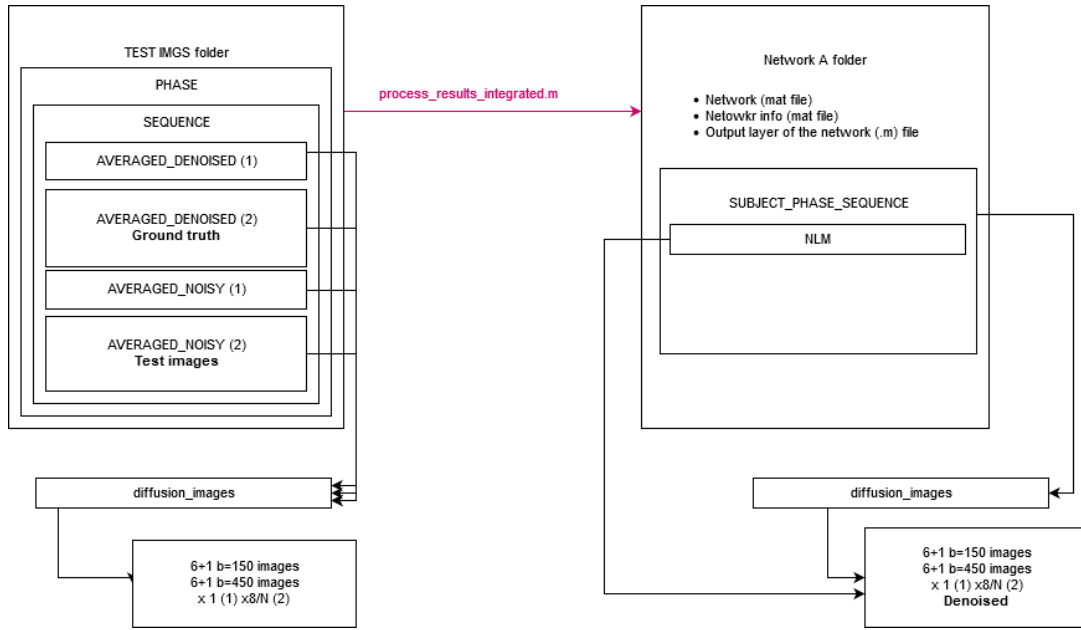 TEST IMGS folder
PHASE
SEQUENCE
AVERAGED_DENOISED (1)
AVERAGED_DENOISED (2)
Ground truth
AVERAGED_NOISY (1)
AVERAGED_NOISY (2)
Test images
diffusion_images
6+1 b=150 images
6+1 b=450 images
x 1 (1) x8/N (2)
process_results_integrated.m
Network A folder
• Network (mat file)
• Netowkr info (mat file)
• Output layer of the network (.m) file
SUBJECT_PHASE_SEQUENCE
NLM
diffusion_images
6+1 b=150 images
6+1 b=450 images
x 1 (1) x8/N (2)
Denoised